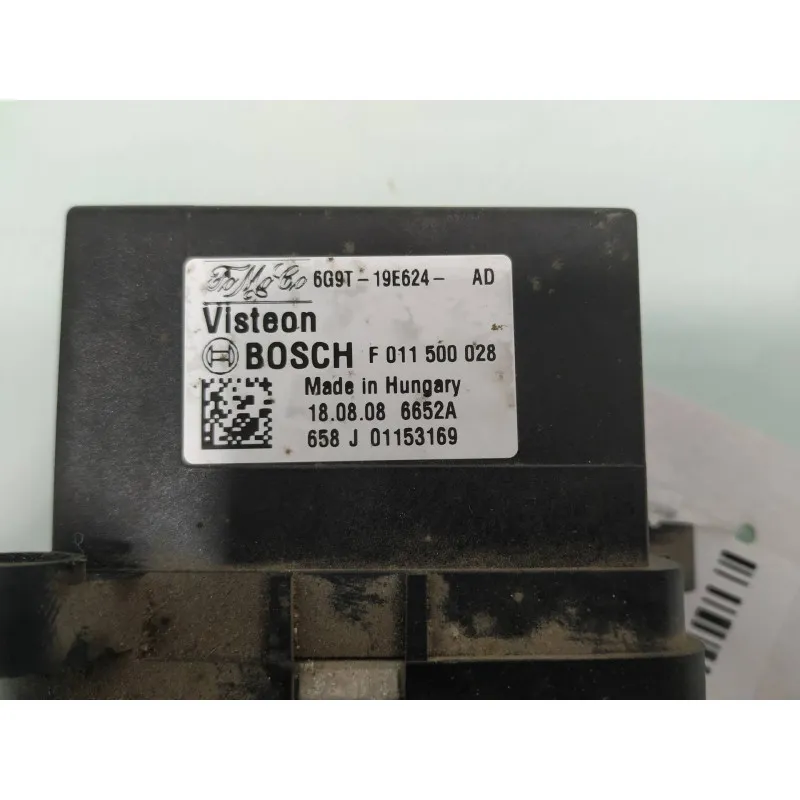 FoMoCo 6G9T-19E624- AD
Visteon
BOSCH F 011 500 028
Made in Hungary
18.08.08 6652A
658 J 01153169